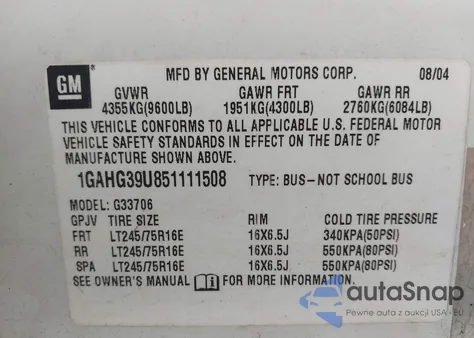 GM
MFD BY GENERAL MOTORS CORP. 08/04
GVWR GAWR FRT GAWR RR
4355KG(9600LB) 1951KG(4300LB) 2760KG(6084LB)
THIS VEHICLE CONFORMS TO ALL APPLICABLE U.S. FEDERAL MOTOR
VEHICLE SAFETY STANDARDS IN EFFECT ON THE DATE OF
MANUFACTURE SHOWN ABOVE.
1GAHG39U851111508 TYPE: BUS–NOT SCHOOL BUS
MODEL: G33706
GPJV TIRE SIZE RIM COLD TIRE PRESSURE
FRT LT245/75R16E 16X6.5J 340KPA(50PSI)
RR LT245/75R16E 16X6.5J 550KPA(80PSI)
SPA LT245/75R16E 16X6.5J 550KPA(80PSI)
SEE OWNER'S MANUAL FOR MORE INFORMATION.
autoSnap
Pewne auta z aukcji USA - EU